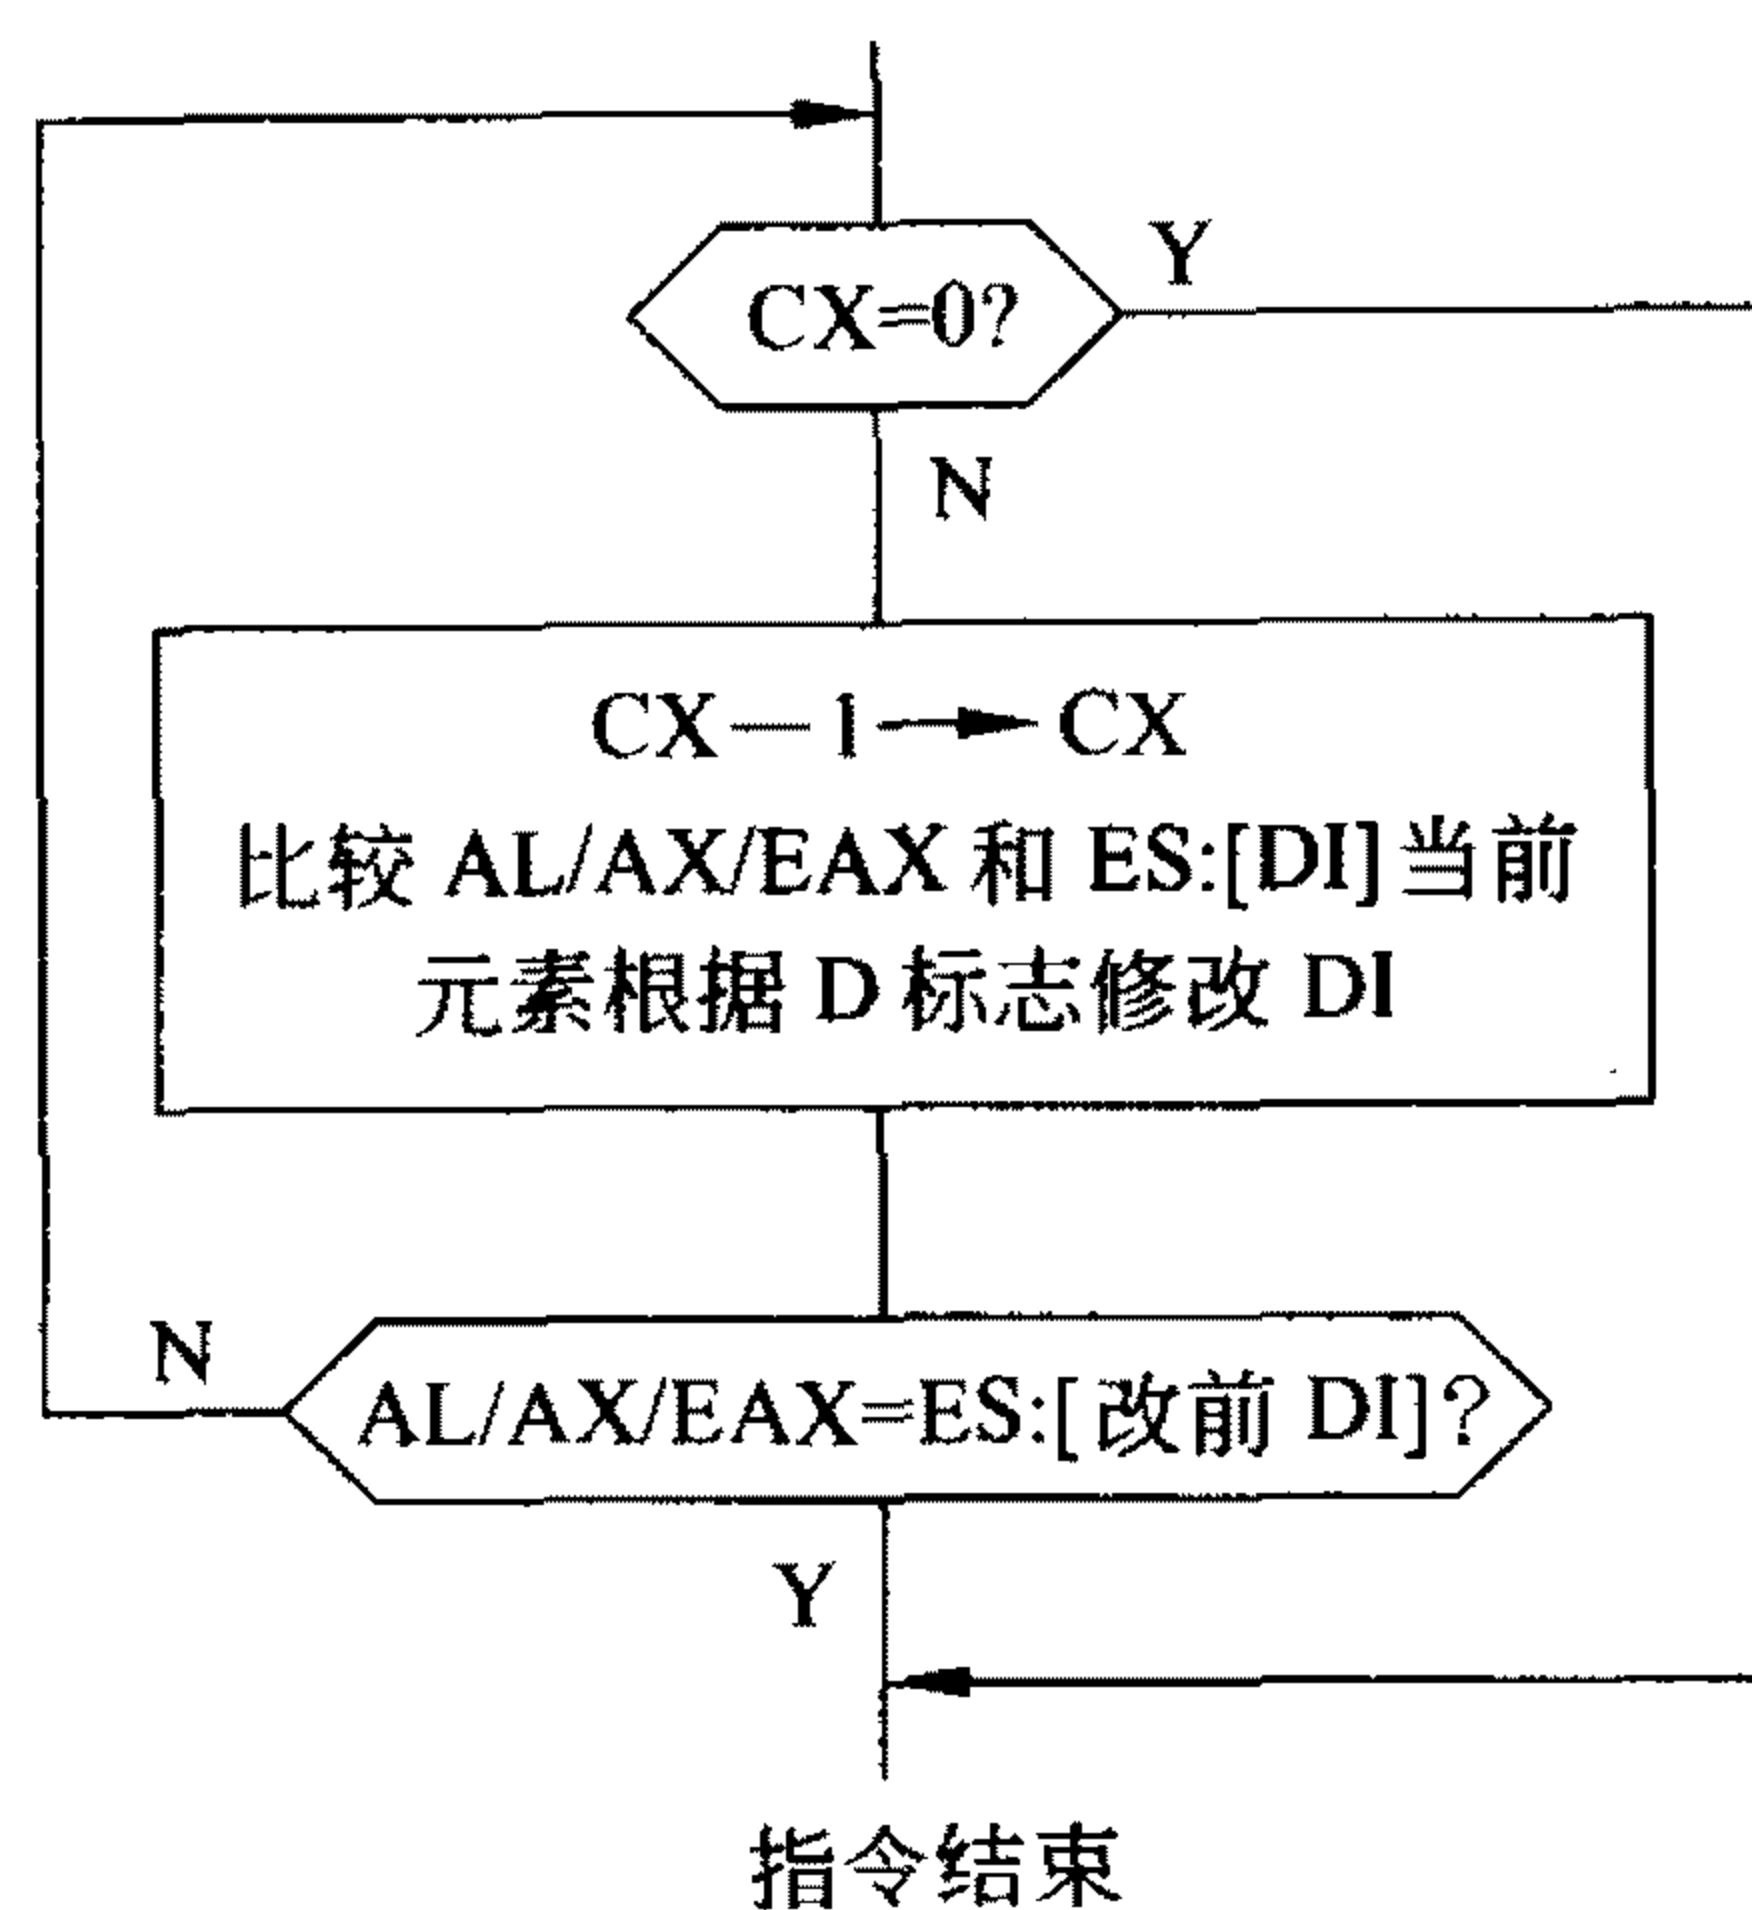 Y
CX=0?
N
CX—1→CX
比较 AL/AX/EAX 和 ES:[DI]当前
元素根据 D 标志修改 DI
N
AL/AX/EAX=ES:[改前 DI]?
Y
指令结束